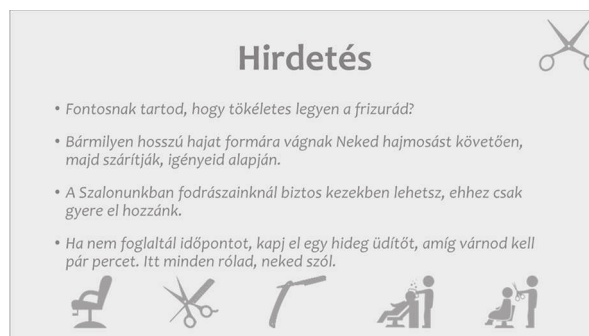 Hirdetés
• Fontosnak tartod, hogy tökéletes legyen a frizurád?
• Bármilyen hosszú hajat formára vágnak Neked hajmosást követően,
majd szárítják, igényeid alapján.
• A Szalonunkban fodrászainknál biztos kezekben lehetsz, ehhez csak
gyere el hozzánk.
• Ha nem foglaltál időpontot, kapj el egy hideg üdítőt, amíg várnod kell
pár percet. Itt minden rólad, neked szól.